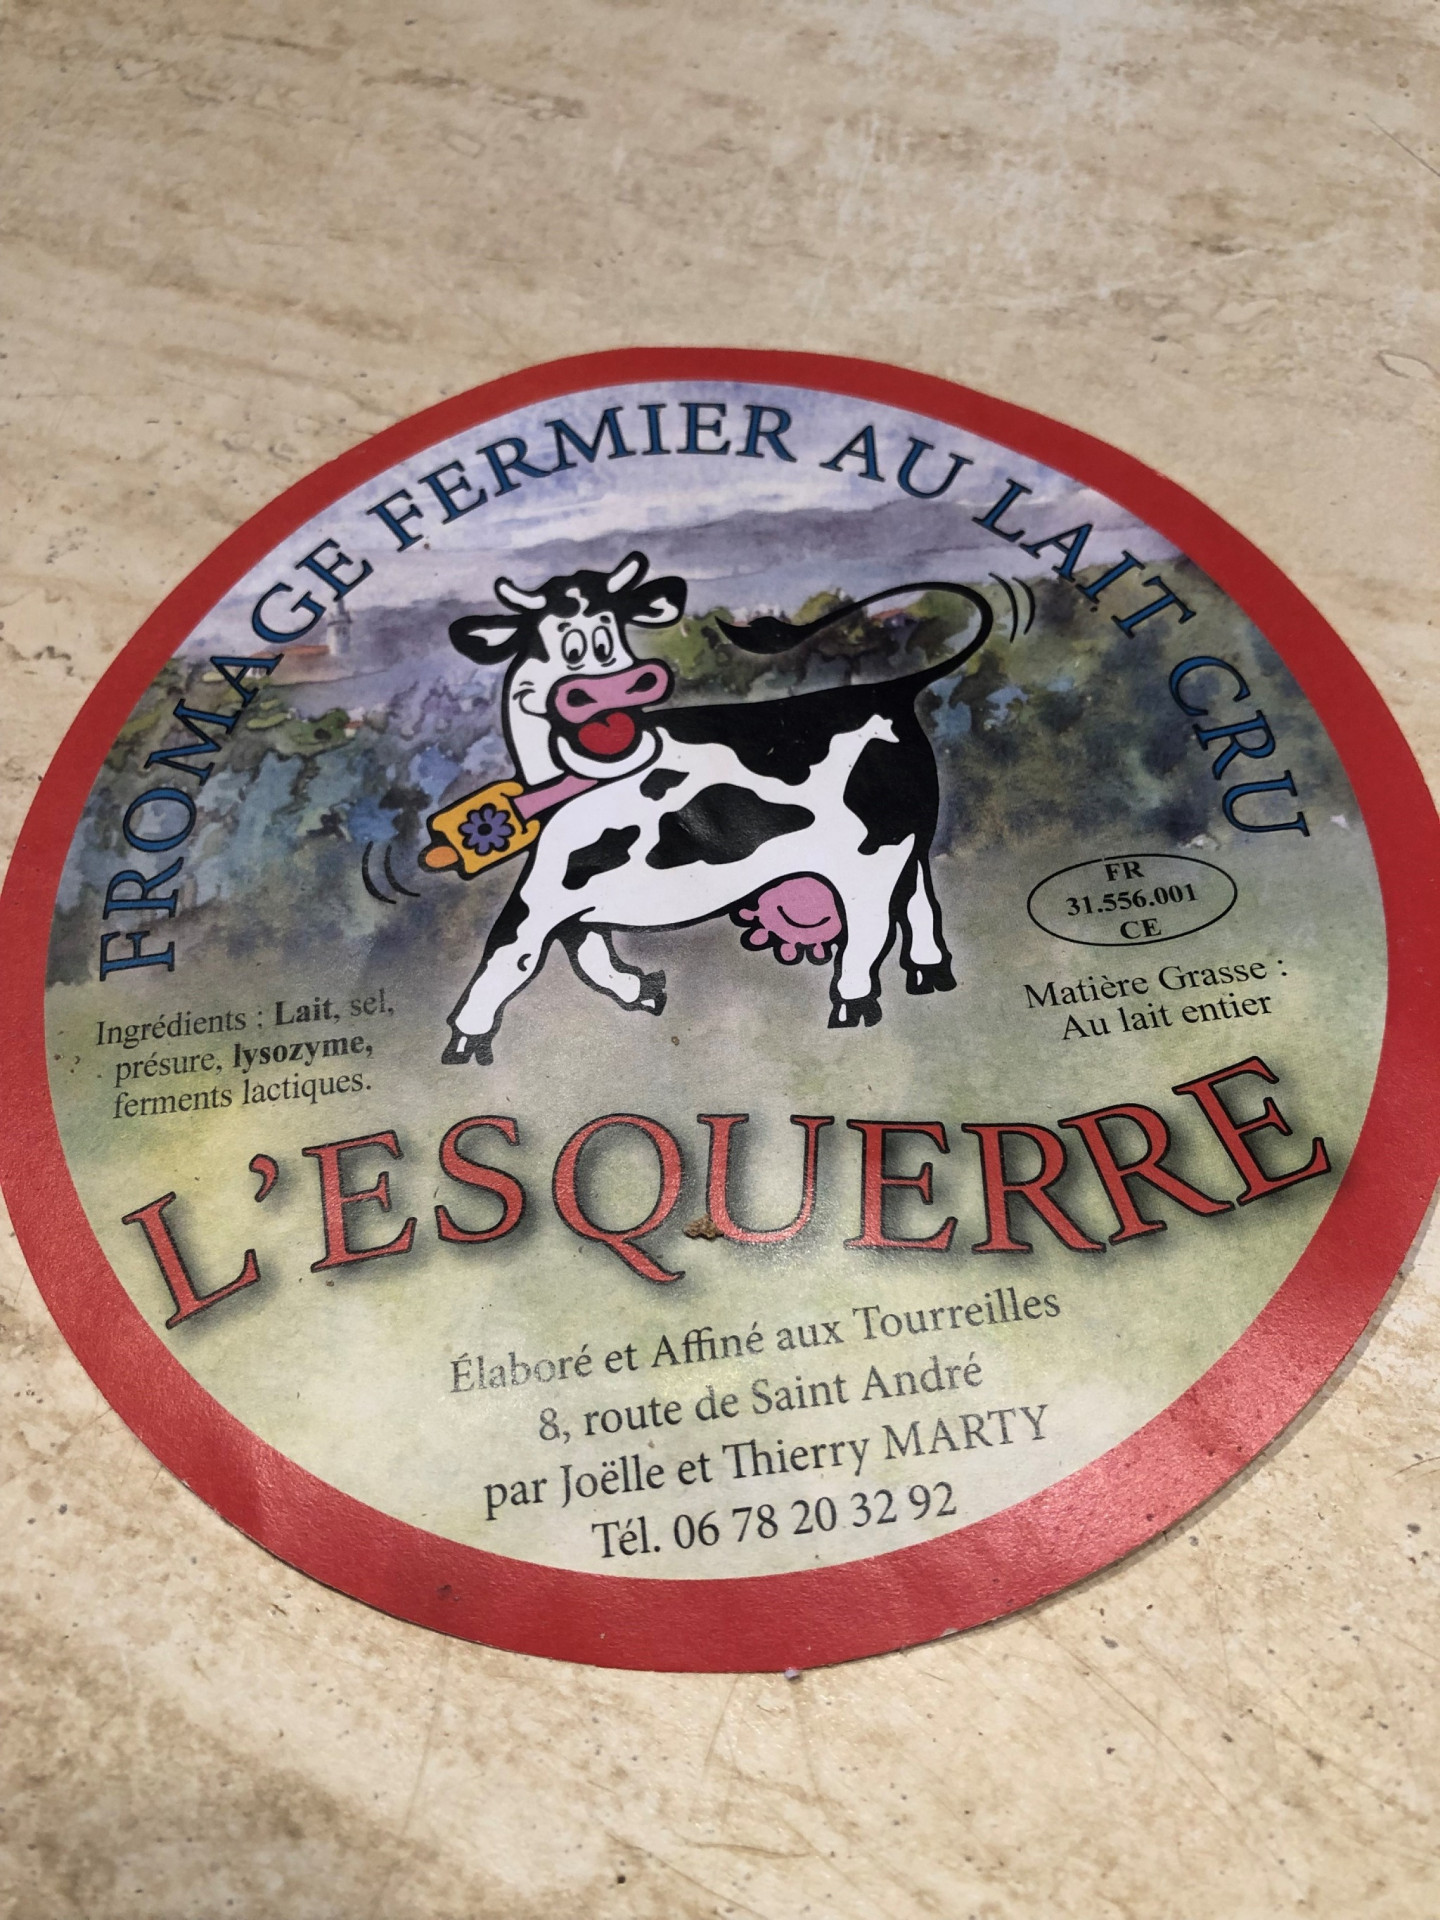 FROMAGE FERMIER AU LAIT CRU
FR
31.556.001
CE
Matière Grasse :
Au lait entier
Ingrédients : Lait, sel,
présure, lysozyme,
ferments lactiques.
L'ESQUERRE
Élaboré et Affiné aux Tourreilles
8, route de Saint André
par Joëlle et Thierry MARTY
Tél. 06 78 20 32 92